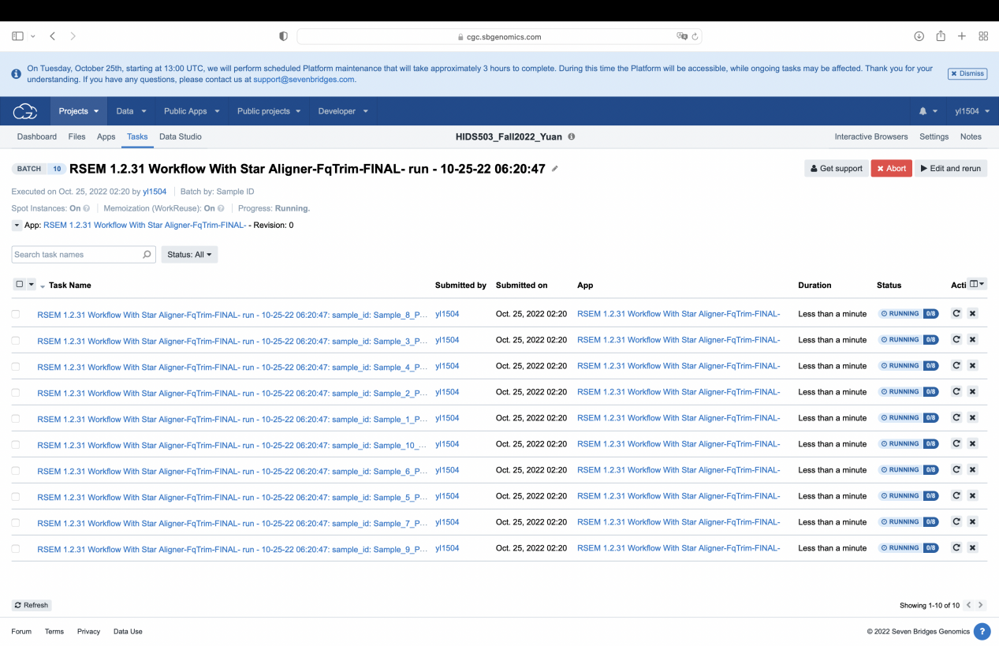 cgc.sbgenomics.com
On Tuesday, October 25th, starting at 13:00 UTC, we will perform scheduled Platform maintenance that will take approximately 3 hours to complete. During this time the Platform will be accessible, while ongoing tasks may be affected. Thank you for your
understanding. If you have any questions, please contact us at support@sevenbridges.com.
Dismiss
Projects Data Public Apps Public projects Developer yl1504
Dashboard Files Apps Tasks Data Studio HIDS503_Fall2022_Yuan Interactive Browsers Settings Notes
BATCH 10 RSEM 1.2.31 Workflow With Star Aligner-FqTrim-FINAL- run - 10-25-22 06:20:47 Get support Abort Edit and rerun
Executed on Oct. 25, 2022 02:20 by yl1504 Batch by: Sample ID
Spot Instances: On Memoization (WorkReuse): On Progress: Running.
App: RSEM 1.2.31 Workflow With Star Aligner-FqTrim-FINAL- - Revision: 0
Search task names Status: All
Task Name Submitted by Submitted on App Duration Status Acti
RSEM 1.2.31 Workflow With Star Aligner-FqTrim-FINAL- run - 10-25-22 06:20:47: sample_id: Sample_8_P... yl1504 Oct. 25, 2022 02:20 RSEM 1.2.31 Workflow With Star Aligner-FqTrim-FINAL- Less than a minute RUNNING 0/8
RSEM 1.2.31 Workflow With Star Aligner-FqTrim-FINAL- run - 10-25-22 06:20:47: sample_id: Sample_3_P... yl1504 Oct. 25, 2022 02:20 RSEM 1.2.31 Workflow With Star Aligner-FqTrim-FINAL- Less than a minute RUNNING 0/8
RSEM 1.2.31 Workflow With Star Aligner-FqTrim-FINAL- run - 10-25-22 06:20:47: sample_id: Sample_4_P... yl1504 Oct. 25, 2022 02:20 RSEM 1.2.31 Workflow With Star Aligner-FqTrim-FINAL- Less than a minute RUNNING 0/8
RSEM 1.2.31 Workflow With Star Aligner-FqTrim-FINAL- run - 10-25-22 06:20:47: sample_id: Sample_2_P... yl1504 Oct. 25, 2022 02:20 RSEM 1.2.31 Workflow With Star Aligner-FqTrim-FINAL- Less than a minute RUNNING 0/8
RSEM 1.2.31 Workflow With Star Aligner-FqTrim-FINAL- run - 10-25-22 06:20:47: sample_id: Sample_1_P... yl1504 Oct. 25, 2022 02:20 RSEM 1.2.31 Workflow With Star Aligner-FqTrim-FINAL- Less than a minute RUNNING 0/8
RSEM 1.2.31 Workflow With Star Aligner-FqTrim-FINAL- run - 10-25-22 06:20:47: sample_id: Sample_10_... yl1504 Oct. 25, 2022 02:20 RSEM 1.2.31 Workflow With Star Aligner-FqTrim-FINAL- Less than a minute RUNNING 0/8
RSEM 1.2.31 Workflow With Star Aligner-FqTrim-FINAL- run - 10-25-22 06:20:47: sample_id: Sample_6_P... yl1504 Oct. 25, 2022 02:20 RSEM 1.2.31 Workflow With Star Aligner-FqTrim-FINAL- Less than a minute RUNNING 0/8
RSEM 1.2.31 Workflow With Star Aligner-FqTrim-FINAL- run - 10-25-22 06:20:47: sample_id: Sample_5_P... yl1504 Oct. 25, 2022 02:20 RSEM 1.2.31 Workflow With Star Aligner-FqTrim-FINAL- Less than a minute RUNNING 0/8
RSEM 1.2.31 Workflow With Star Aligner-FqTrim-FINAL- run - 10-25-22 06:20:47: sample_id: Sample_7_P... yl1504 Oct. 25, 2022 02:20 RSEM 1.2.31 Workflow With Star Aligner-FqTrim-FINAL- Less than a minute RUNNING 0/8
RSEM 1.2.31 Workflow With Star Aligner-FqTrim-FINAL- run - 10-25-22 06:20:47: sample_id: Sample_9_P... yl1504 Oct. 25, 2022 02:20 RSEM 1.2.31 Workflow With Star Aligner-FqTrim-FINAL- Less than a minute RUNNING 0/8
Refresh Showing 1-10 of 10
Forum Terms Privacy Data Use © 2022 Seven Bridges Genomics ?